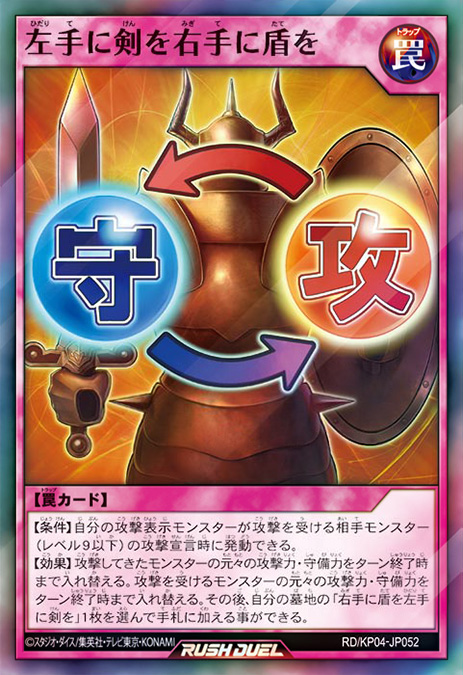 左手に剣を右手に盾を
トラップ
罠
守
攻
【罠カード】
【条件】自分の攻撃表示モンスターが攻撃を受ける相手モンスター
(レベル9以下)の攻撃宣言時に発動できる。
【効果】攻撃してきたモンスターの元々の攻撃力・守備力をターン終了時
まで入れ替える。攻撃を受けるモンスターの元々の攻撃力・守備力を
ターン終了時まで入れ替える。その後、自分の墓地の「右手に盾を左手
に剣を」1枚を選んで手札に加える事ができる。
©スタジオ・ダイス/集英社・テレビ東京・KONAMI
RUSH DUEL
RD/KP04-JP052